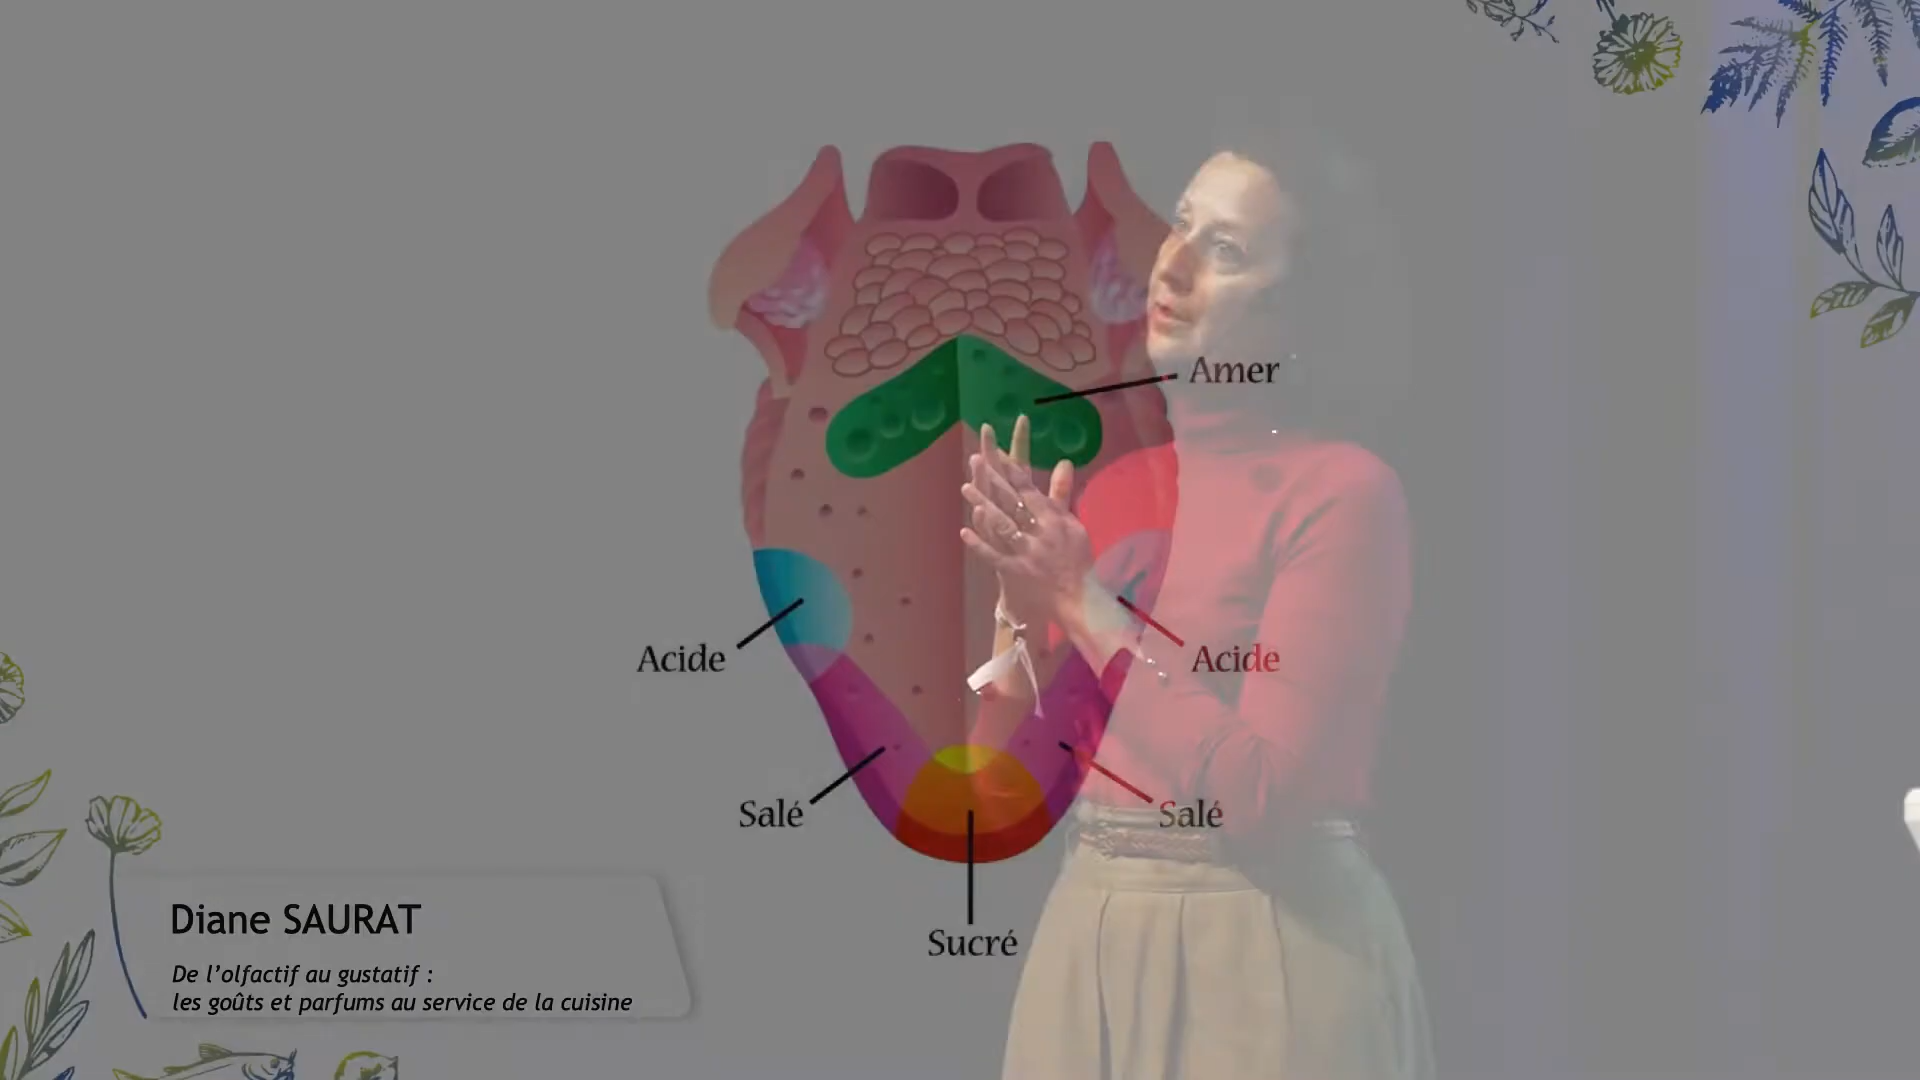 Amer
Acide
Acide
Salé
Salé
Sucré
Diane SAURAT
De l’olfactif au gustatif :
les goûts et parfums au service de la cuisine